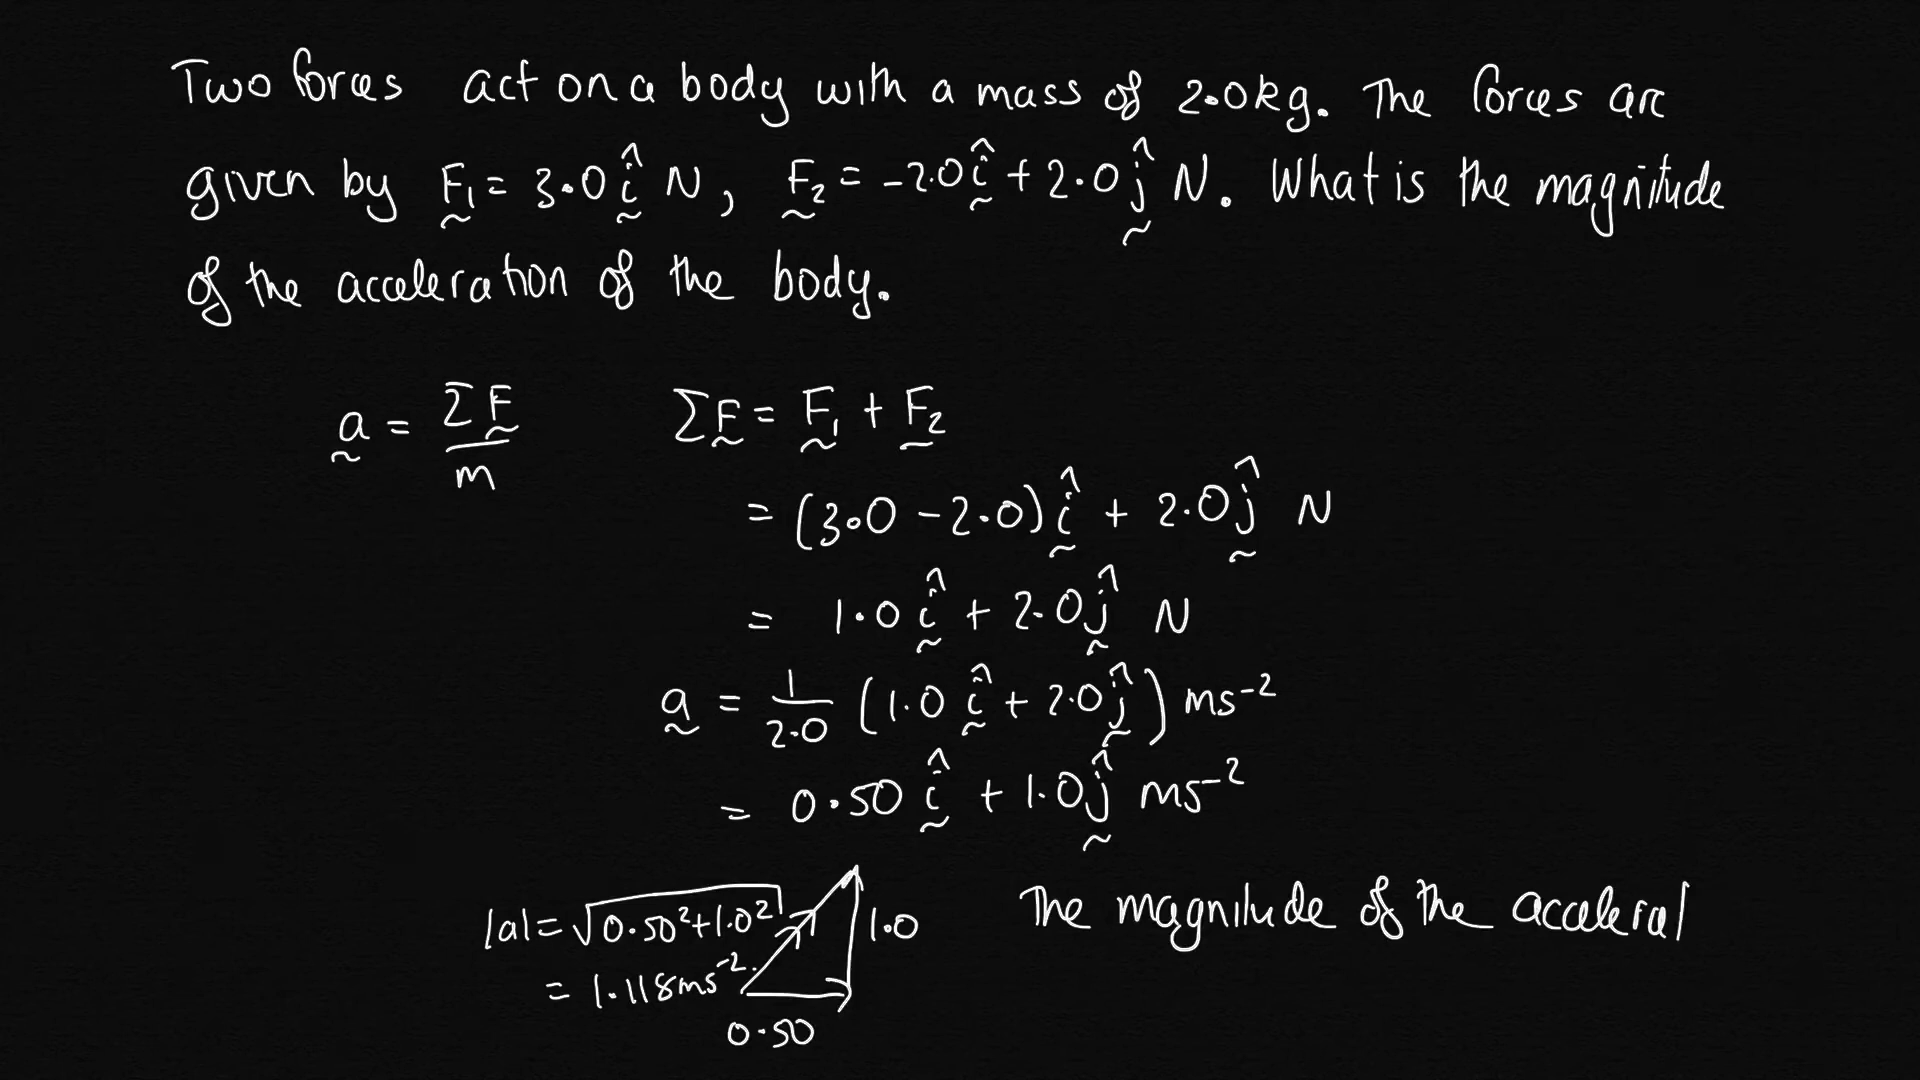 Two forces act on a body with a mass of 2.0kg. The forces are
given by F₁ = 3.0 î N, F₂ = -2.0 î + 2.0 ĵ N. What is the magnitude
of the acceleration of the body.
a = ΣF / m
ΣF = F₁ + F₂
= (3.0 - 2.0) î + 2.0 ĵ N
= 1.0 î + 2.0 ĵ N
a = 1/2.0 (1.0 î + 2.0 ĵ) ms⁻²
= 0.50 î + 1.0 ĵ ms⁻²
|a| = √(0.50² + 1.0²)
= 1.118 ms⁻²
1.0
0.50
The magnitude of the acceleral